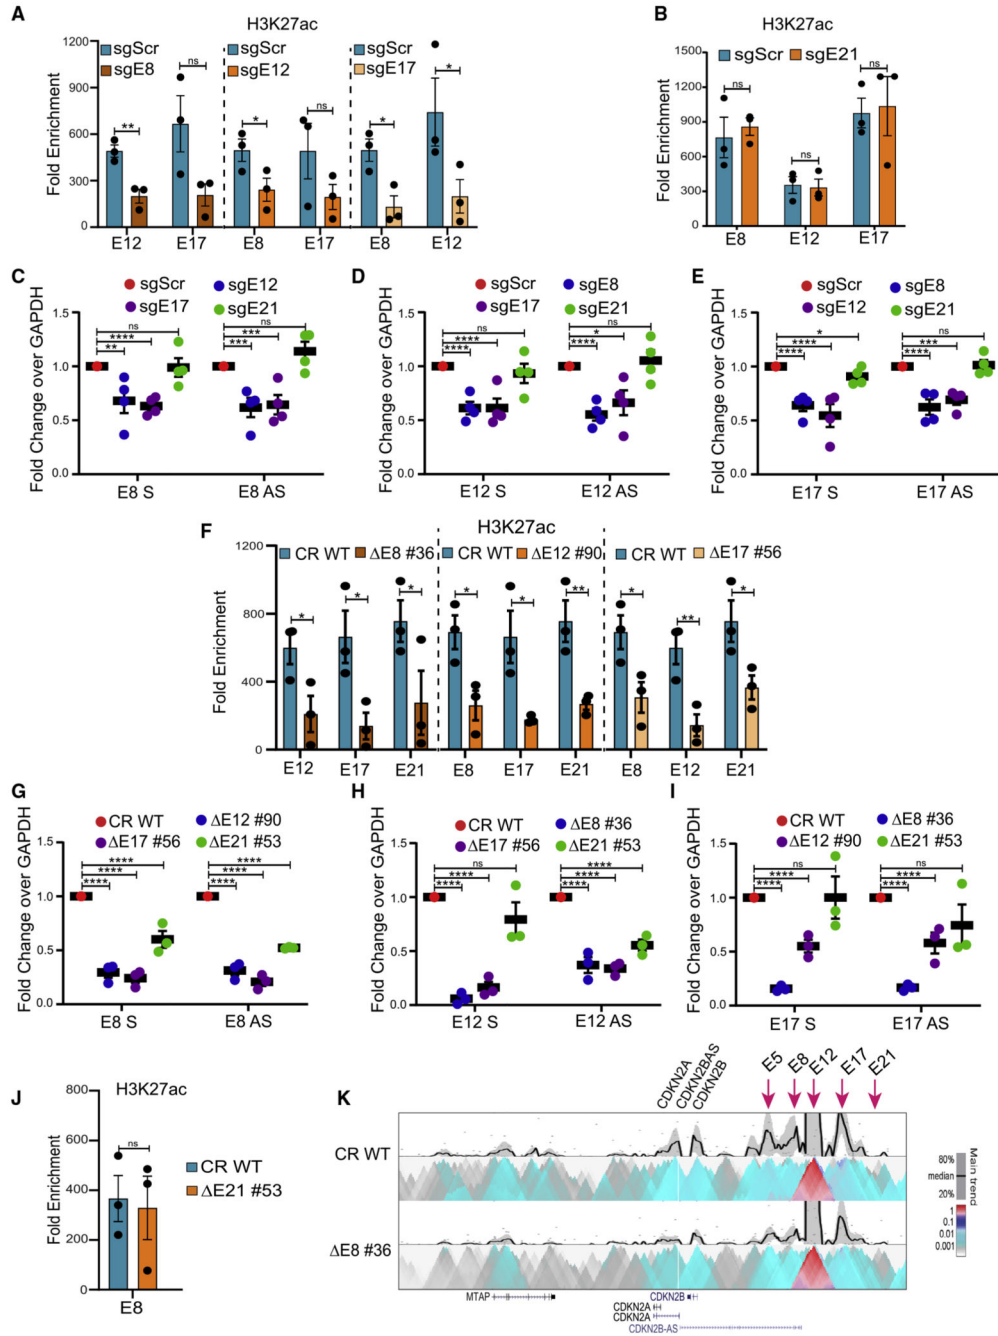 A
H3K27ac
sgScr sgScr sgScr
sgE8 sgE12 sgE17
Fold Enrichment
1200
900
600
300
0
** ns * ns * *
E12 E17 E8 E17 E8 E12
B
H3K27ac
sgScr sgE21
Fold Enrichment
1500
1200
900
600
300
0
ns ns ns
E8 E12 E17
C
sgScr sgE12
sgE17 sgE21
Fold Change over GAPDH
1.5
1.0
0.5
0.0
ns ns
**** ***
** ***
E8 S E8 AS
D
sgScr sgE8
sgE17 sgE21
Fold Change over GAPDH
1.5
1.0
0.5
0.0
ns ns
**** *
**** ****
E12 S E12 AS
E
sgScr sgE8
sgE12 sgE21
Fold Change over GAPDH
1.5
1.0
0.5
0.0
* ns
**** ***
**** ****
E17 S E17 AS
F
H3K27ac
CR WT ΔE8 #36 CR WT ΔE12 #90 CR WT ΔE17 #56
Fold Enrichment
1200
800
400
0
* * * * * ** * ** *
E12 E17 E21 E8 E17 E21 E8 E12 E21
G
CR WT ΔE12 #90
ΔE17 #56 ΔE21 #53
Fold Change over GAPDH
1.5
1.0
0.5
0.0
**** ****
**** ****
**** ****
E8 S E8 AS
H
CR WT ΔE8 #36
ΔE17 #56 ΔE21 #53
Fold Change over GAPDH
1.5
1.0
0.5
0.0
ns ****
**** ****
**** ****
E12 S E12 AS
I
CR WT ΔE8 #36
ΔE12 #90 ΔE21 #53
Fold Change over GAPDH
1.5
1.0
0.5
0.0
ns ns
**** ****
**** ****
E17 S E17 AS
J
H3K27ac
Fold Enrichment
800
600
400
200
0
ns
CR WT
ΔE21 #53
E8
K
CDKN2A
CDKN2BAS
CDKN2B
E5 E8 E12 E17 E21
CR WT
ΔE8 #36
Main trend
80%
median
20%
1
0.1
0.01
0.001
MTAP
CDKN2B
CDKN2A
CDKN2A
CDKN2B-AS